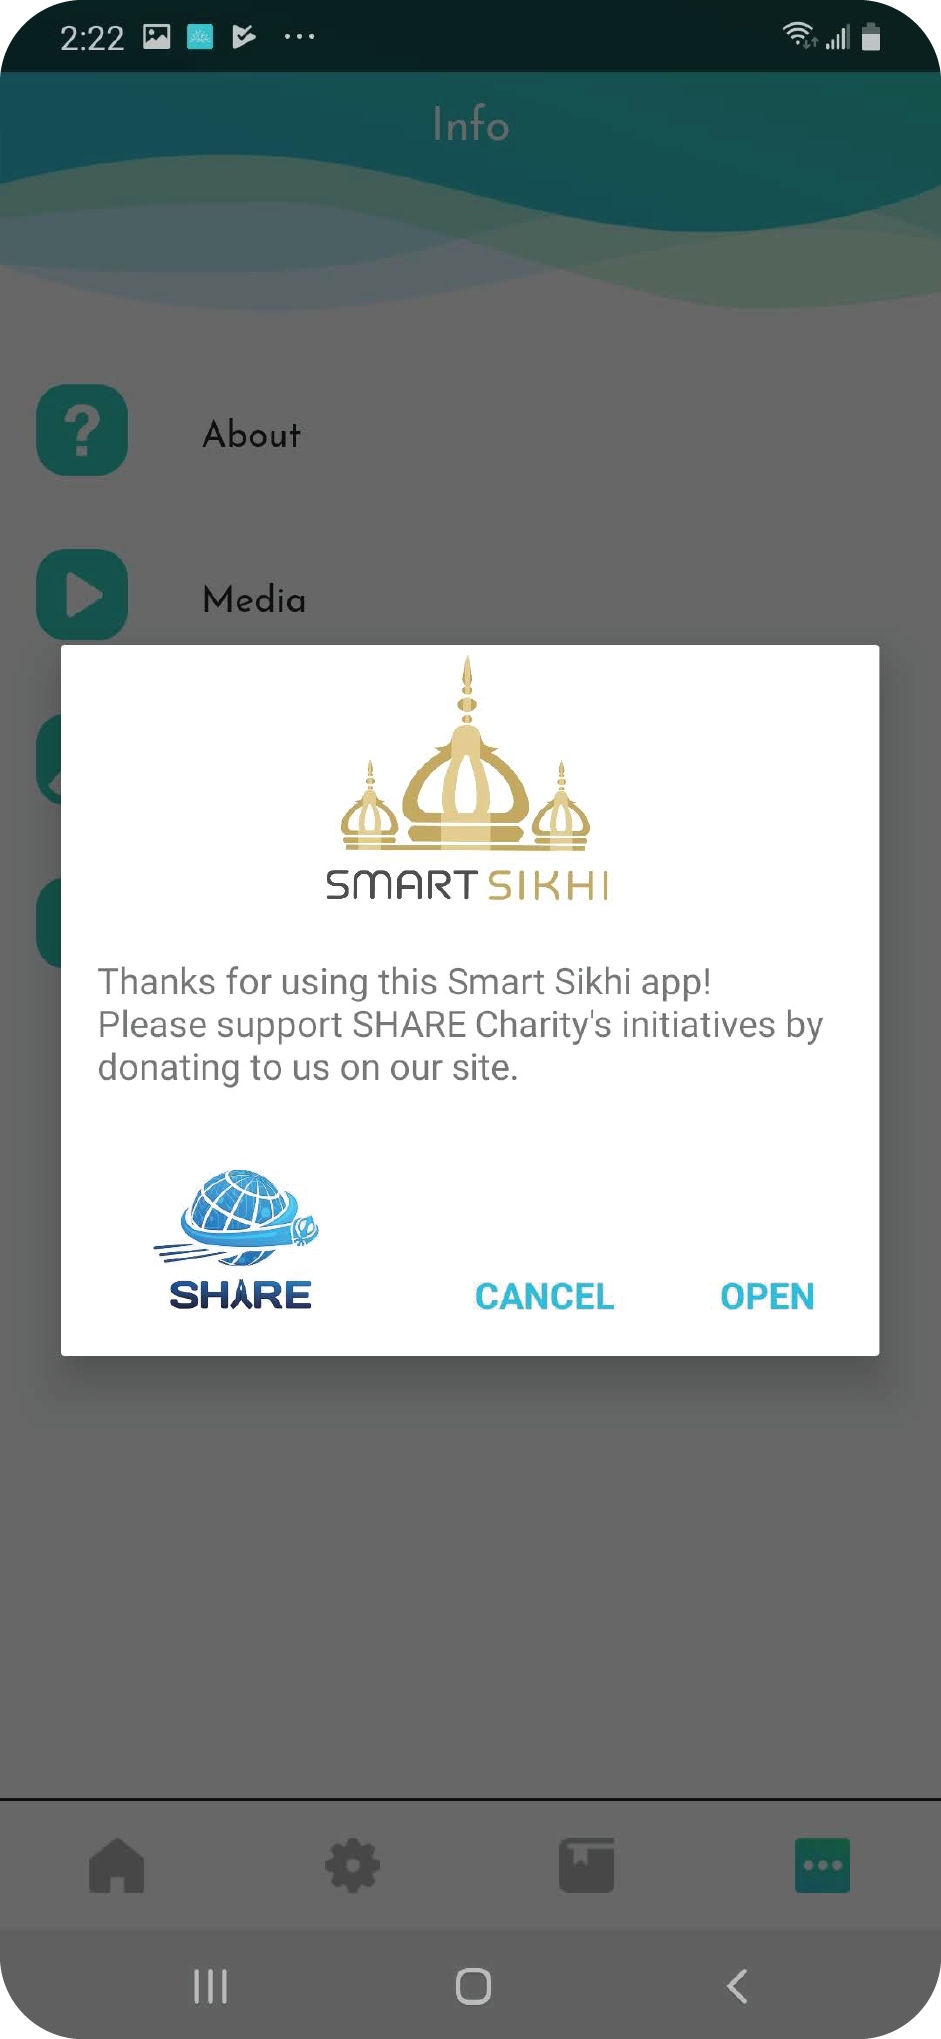 2:22
Info
About
Media
SMART SIKHI
Thanks for using this Smart Sikhi app!
Please support SHARE Charity's initiatives by
donating to us on our site.
SHARE
CANCEL OPEN